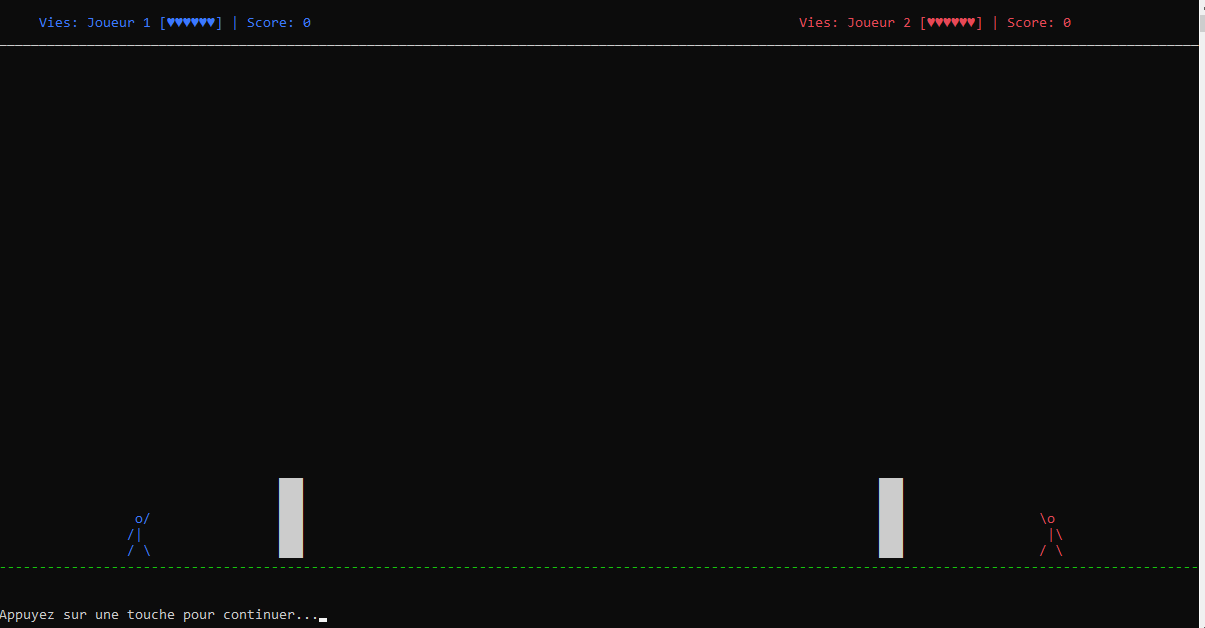 Vies: Joueur 1 [♥♥♥♥♥♥] | Score: 0
Vies: Joueur 2 [♥♥♥♥♥♥] | Score: 0
Appuyez sur une touche pour continuer...